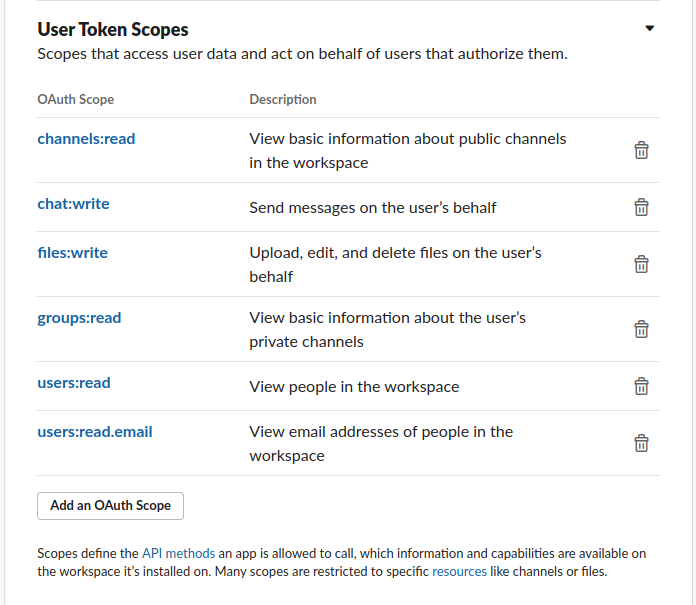 User Token Scopes
Scopes that access user data and act on behalf of users that authorize them.
OAuth Scope Description
channels:read View basic information about public channels
in the workspace
chat:write Send messages on the user’s behalf
files:write Upload, edit, and delete files on the user’s
behalf
groups:read View basic information about the user’s
private channels
users:read View people in the workspace
users:read.email View email addresses of people in the
workspace
Add an OAuth Scope
Scopes define the API methods an app is allowed to call, which information and capabilities are available on
the workspace it’s installed on. Many scopes are restricted to specific resources like channels or files.